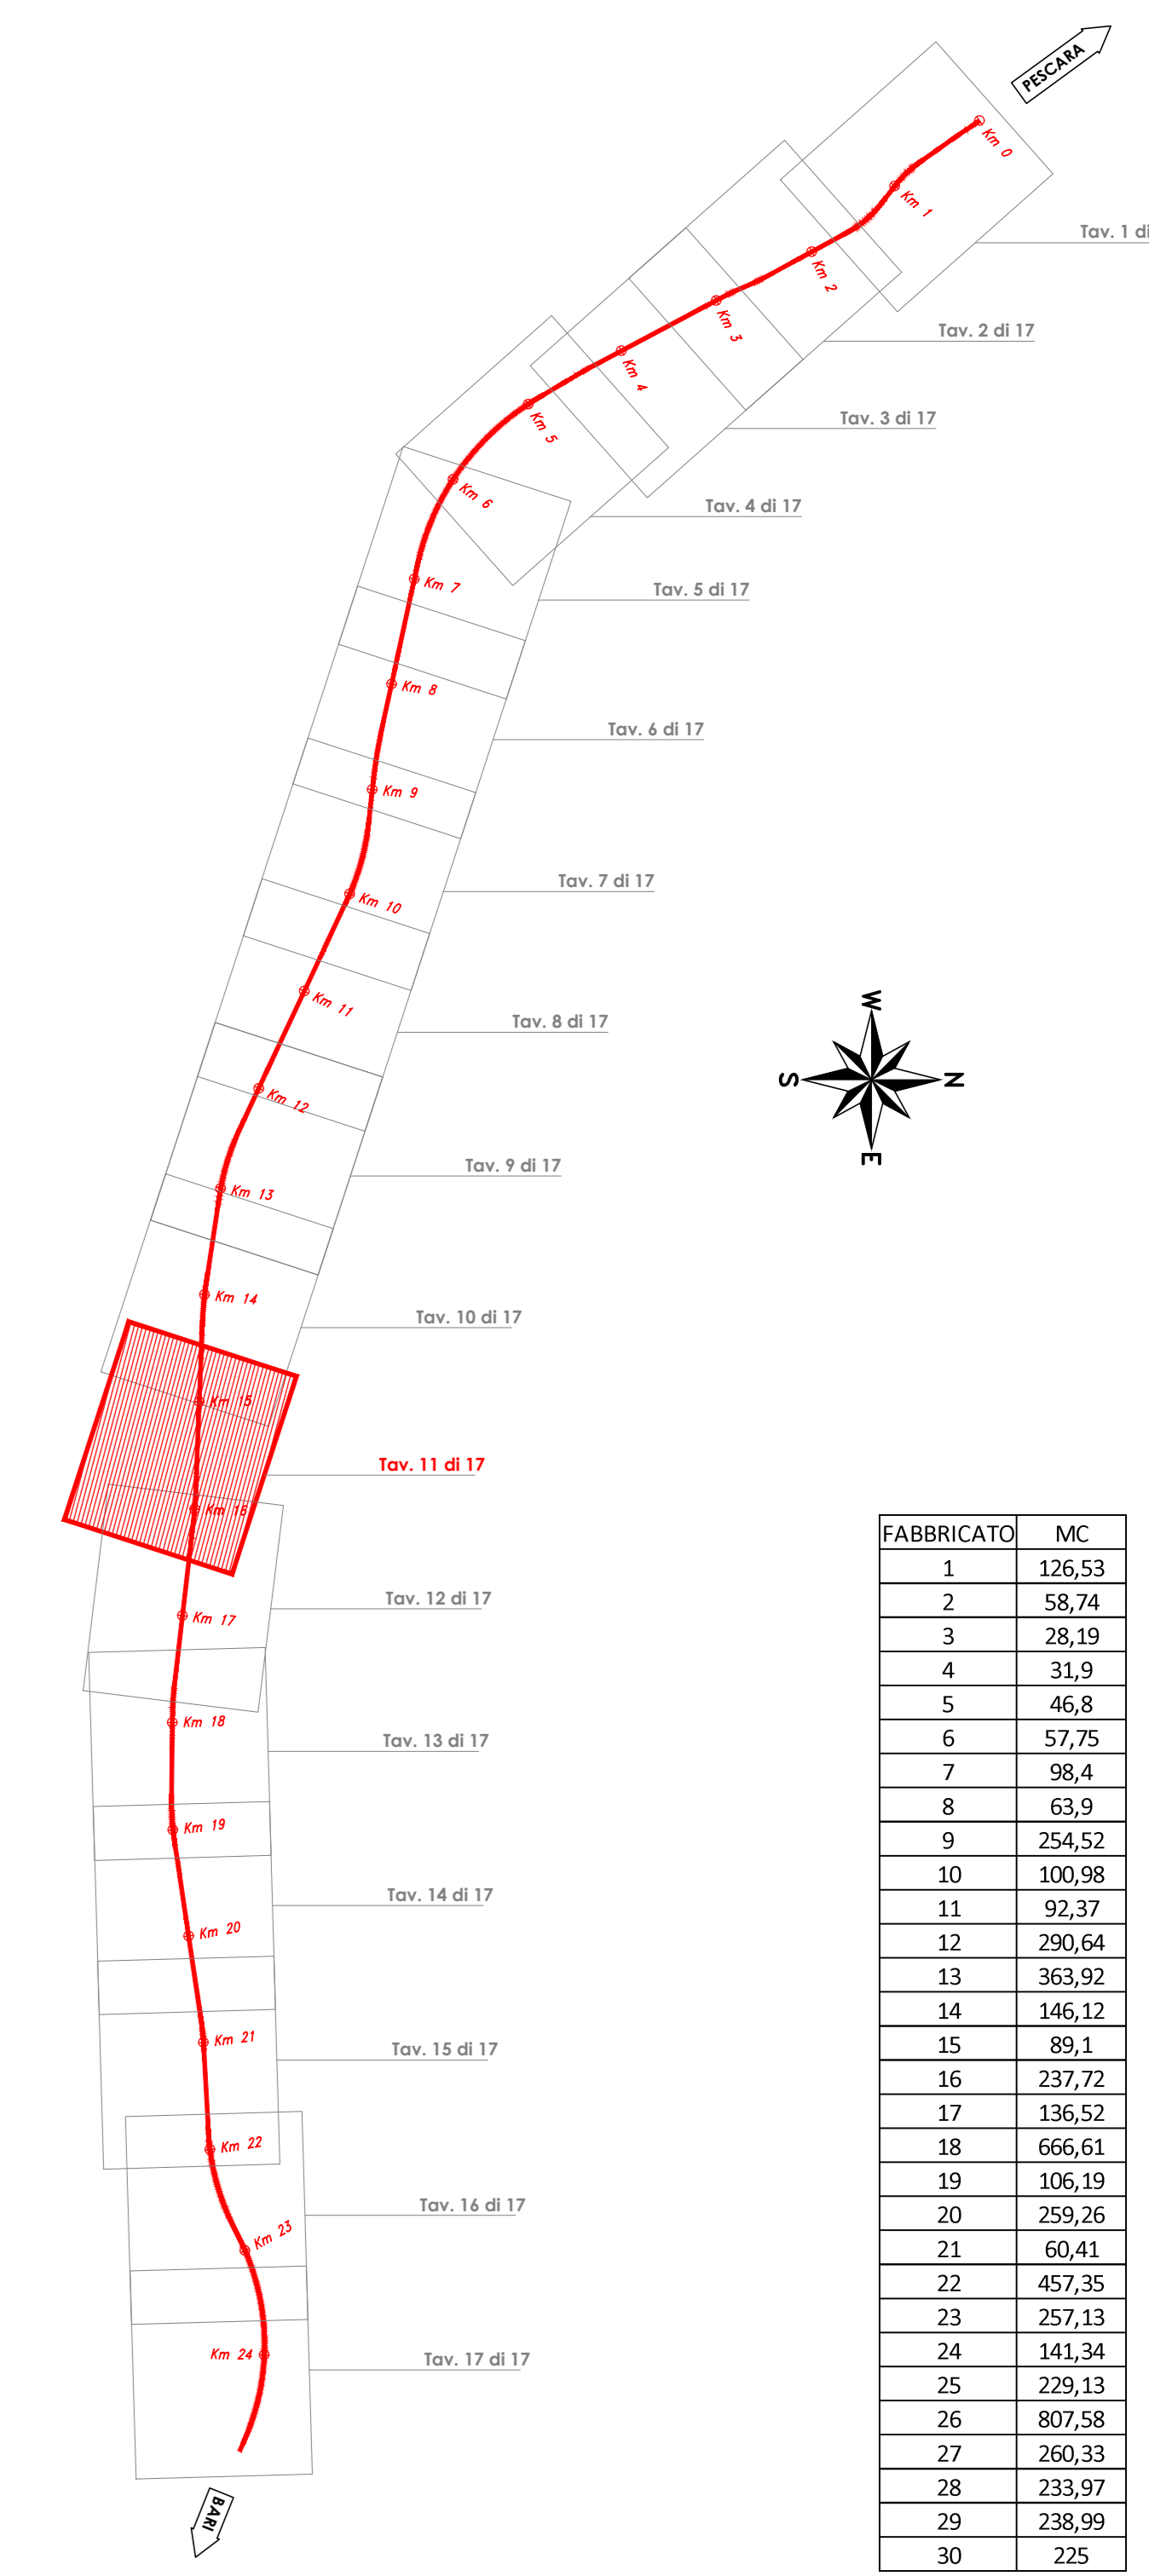 PESCARA
Km 0
Km 1
Tav. 1 di
Km 2
Km 3
Tav. 2 di 17
Km 4
Tav. 3 di 17
Km 5
Km 6
Tav. 4 di 17
Km 7
Tav. 5 di 17
Km 8
Tav. 6 di 17
Km 9
Tav. 7 di 17
Km 10
Km 11
W
Tav. 8 di 17
S
N
Km 12
E
Tav. 9 di 17
Km 13
Km 14
Tav. 10 di 17
Km 15
Tav. 11 di 17
Km 16
Tav. 12 di 17
Km 17
Km 18
Tav. 13 di 17
Km 19
Tav. 14 di 17
Km 20
Km 21
Tav. 15 di 17
Km 22
Tav. 16 di 17
Km 23
Km 24
Tav. 17 di 17
BARI
FABBRICATO MC
1 126,53
2 58,74
3 28,19
4 31,9
5 46,8
6 57,75
7 98,4
8 63,9
9 254,52
10 100,98
11 92,37
12 290,64
13 363,92
14 146,12
15 89,1
16 237,72
17 136,52
18 666,61
19 106,19
20 259,26
21 60,41
22 457,35
23 257,13
24 141,34
25 229,13
26 807,58
27 260,33
28 233,97
29 238,99
30 225